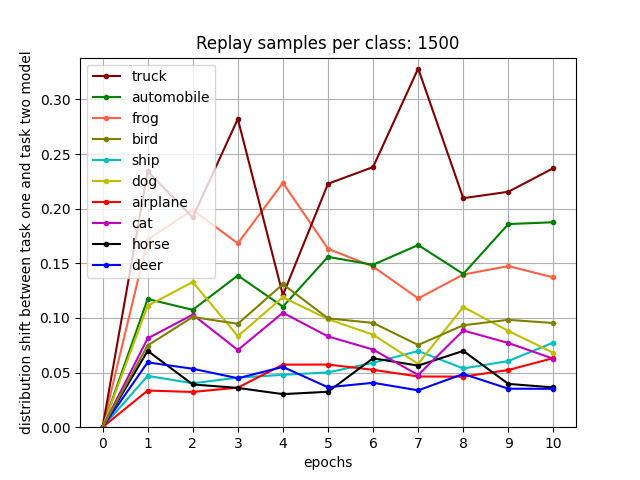 Replay samples per class: 1500
distribution shift between task one and task two model
0.30
0.25
0.20
0.15
0.10
0.05
0.00
truck
automobile
frog
bird
ship
dog
airplane
cat
horse
deer
0 1 2 3 4 5 6 7 8 9 10
epochs